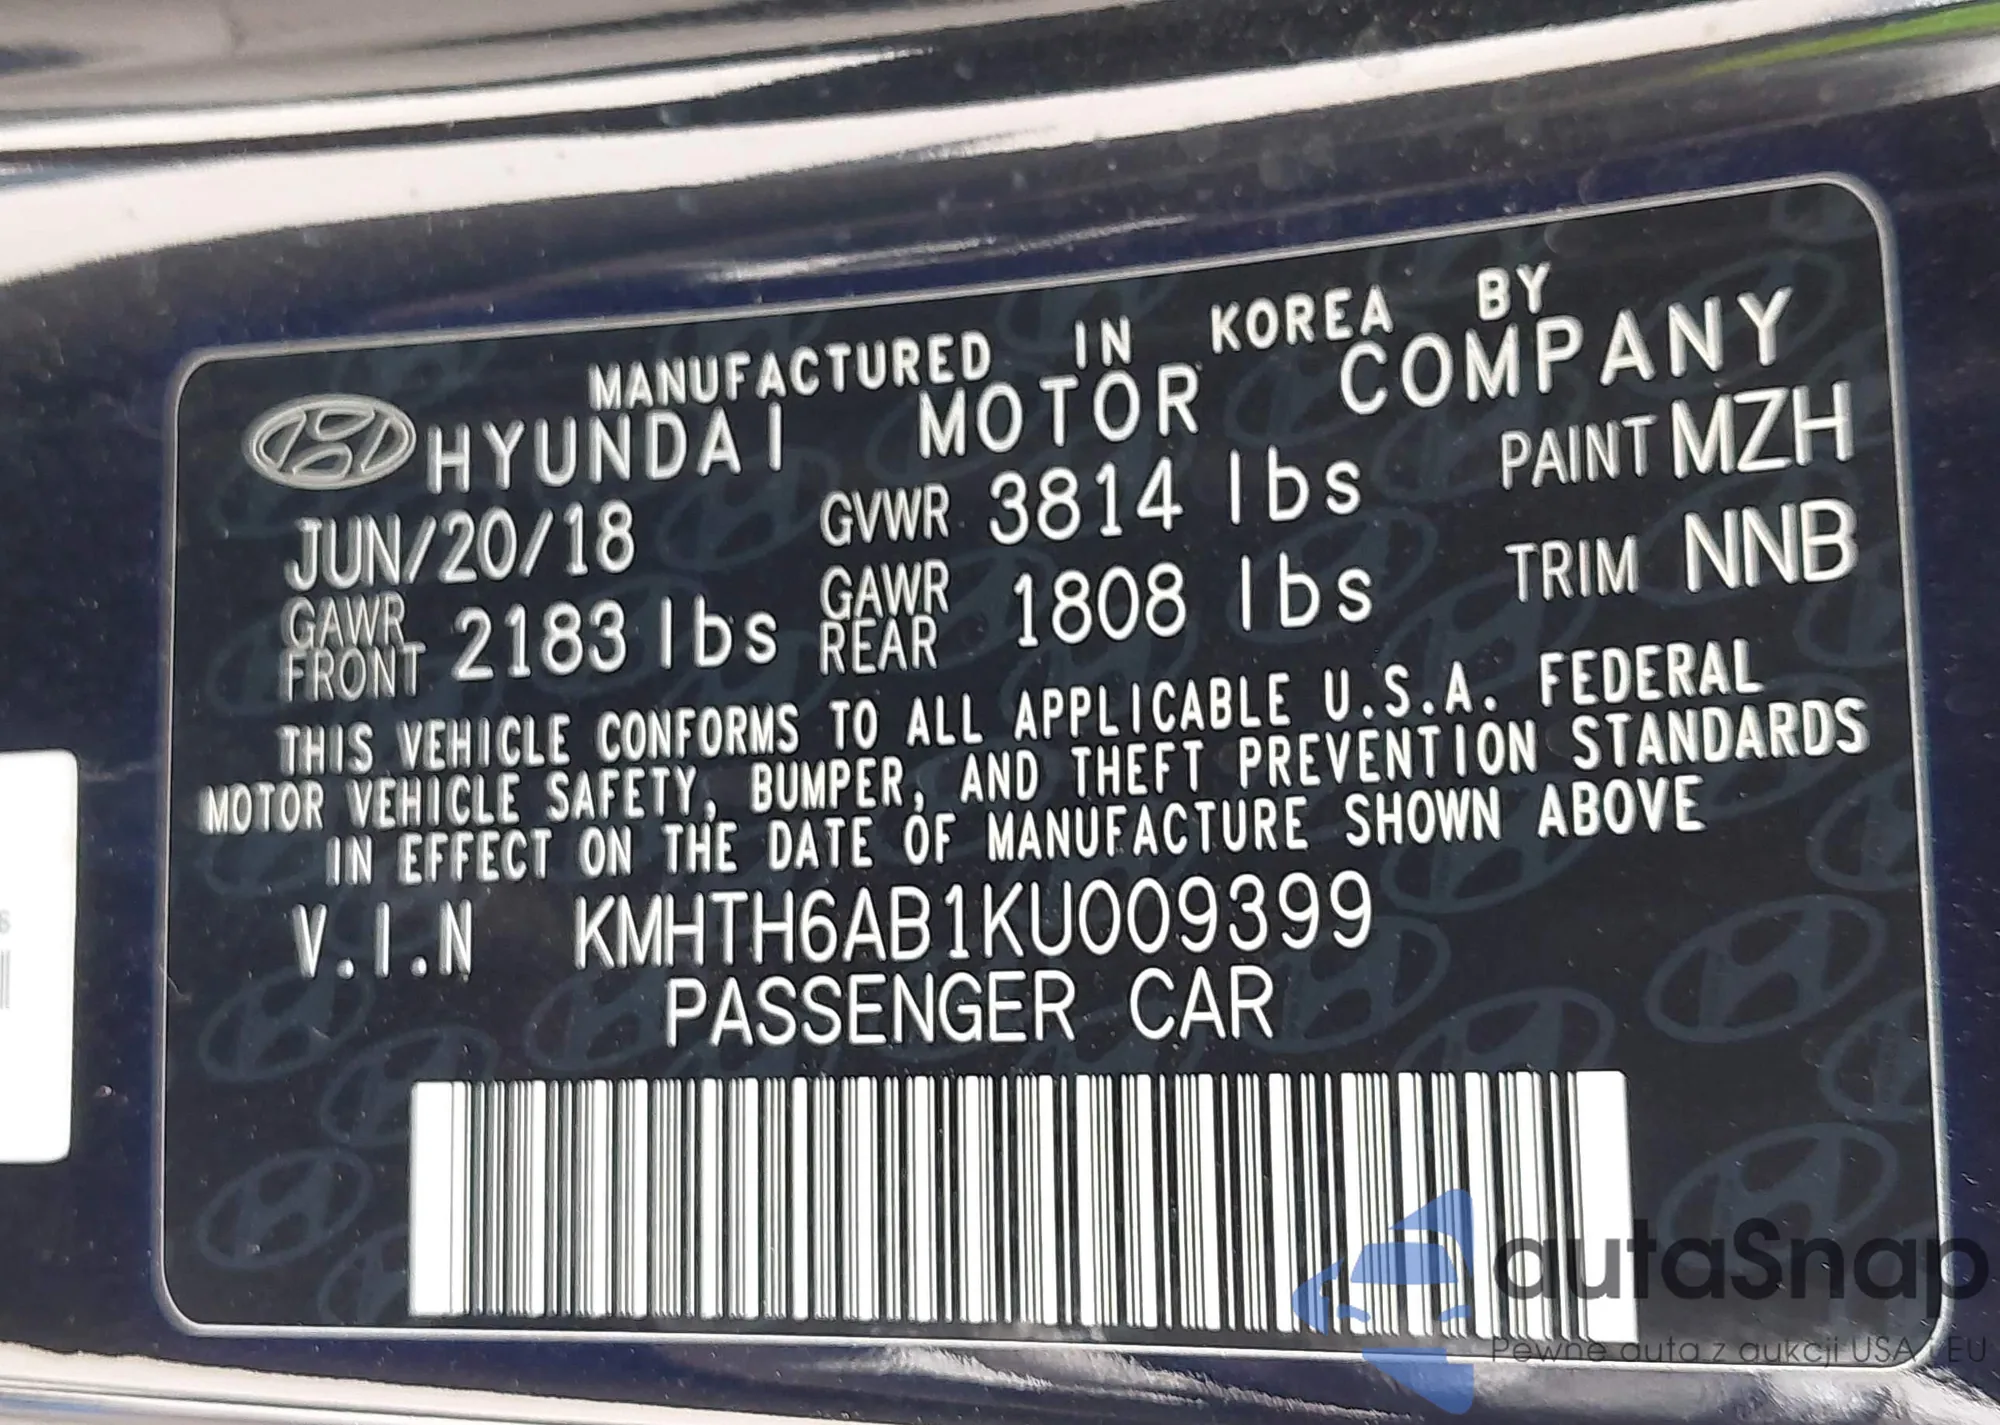 MANUFACTURED IN KOREA BY
HYUNDAI MOTOR COMPANY
JUN/20/18 GVWR 3814 lbs PAINT MZH
GAWR FRONT 2183 lbs GAWR REAR 1808 lbs TRIM NNB
THIS VEHICLE CONFORMS TO ALL APPLICABLE U.S.A. FEDERAL
MOTOR VEHICLE SAFETY, BUMPER, AND THEFT PREVENTION STANDARDS
IN EFFECT ON THE DATE OF MANUFACTURE SHOWN ABOVE
V.I.N KMHTH6AB1KU009399
PASSENGER CAR
autaSnap
Pewne auta z aukcji USA i EU